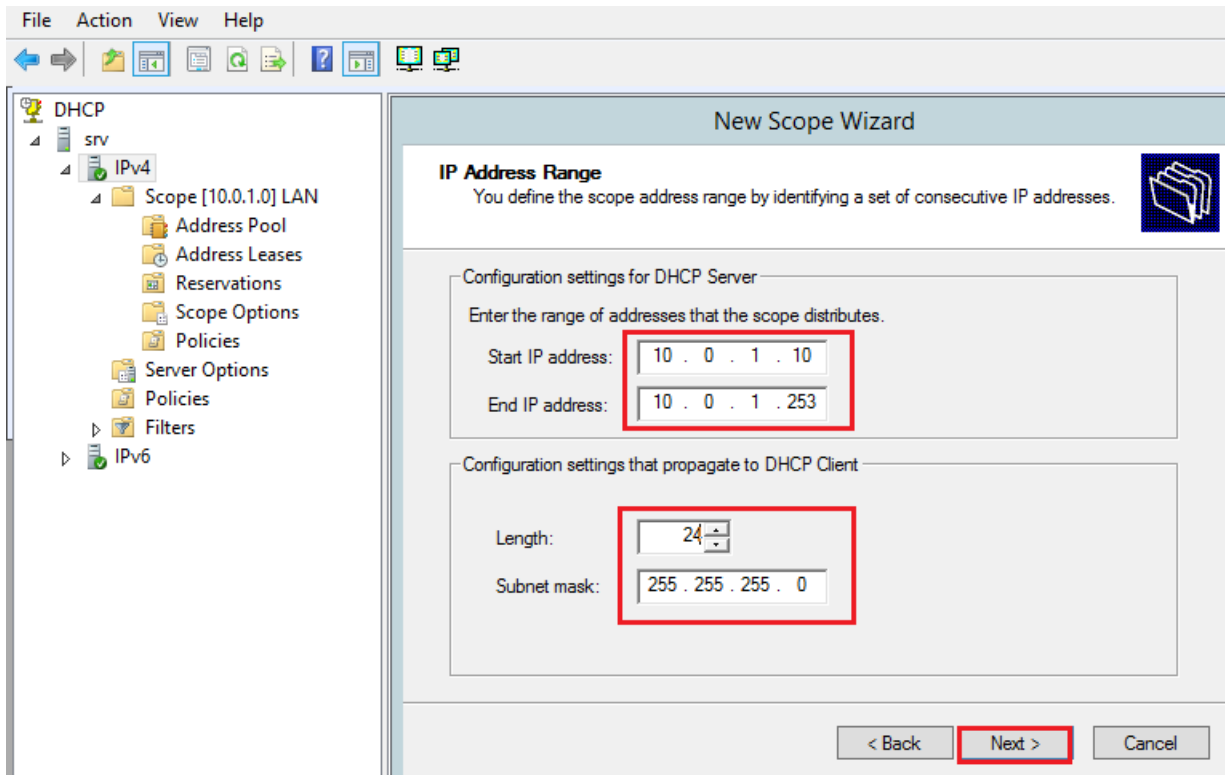 File Action View Help
DHCP
srv
IPv4
Scope [10.0.1.0] LAN
Address Pool
Address Leases
Reservations
Scope Options
Policies
Server Options
Policies
Filters
IPv6
New Scope Wizard
IP Address Range
You define the scope address range by identifying a set of consecutive IP addresses.
Configuration settings for DHCP Server
Enter the range of addresses that the scope distributes.
Start IP address: 10 . 0 . 1 . 10
End IP address: 10 . 0 . 1 . 253
Configuration settings that propagate to DHCP Client
Length: 24
Subnet mask: 255 . 255 . 255 . 0
< Back Next > Cancel